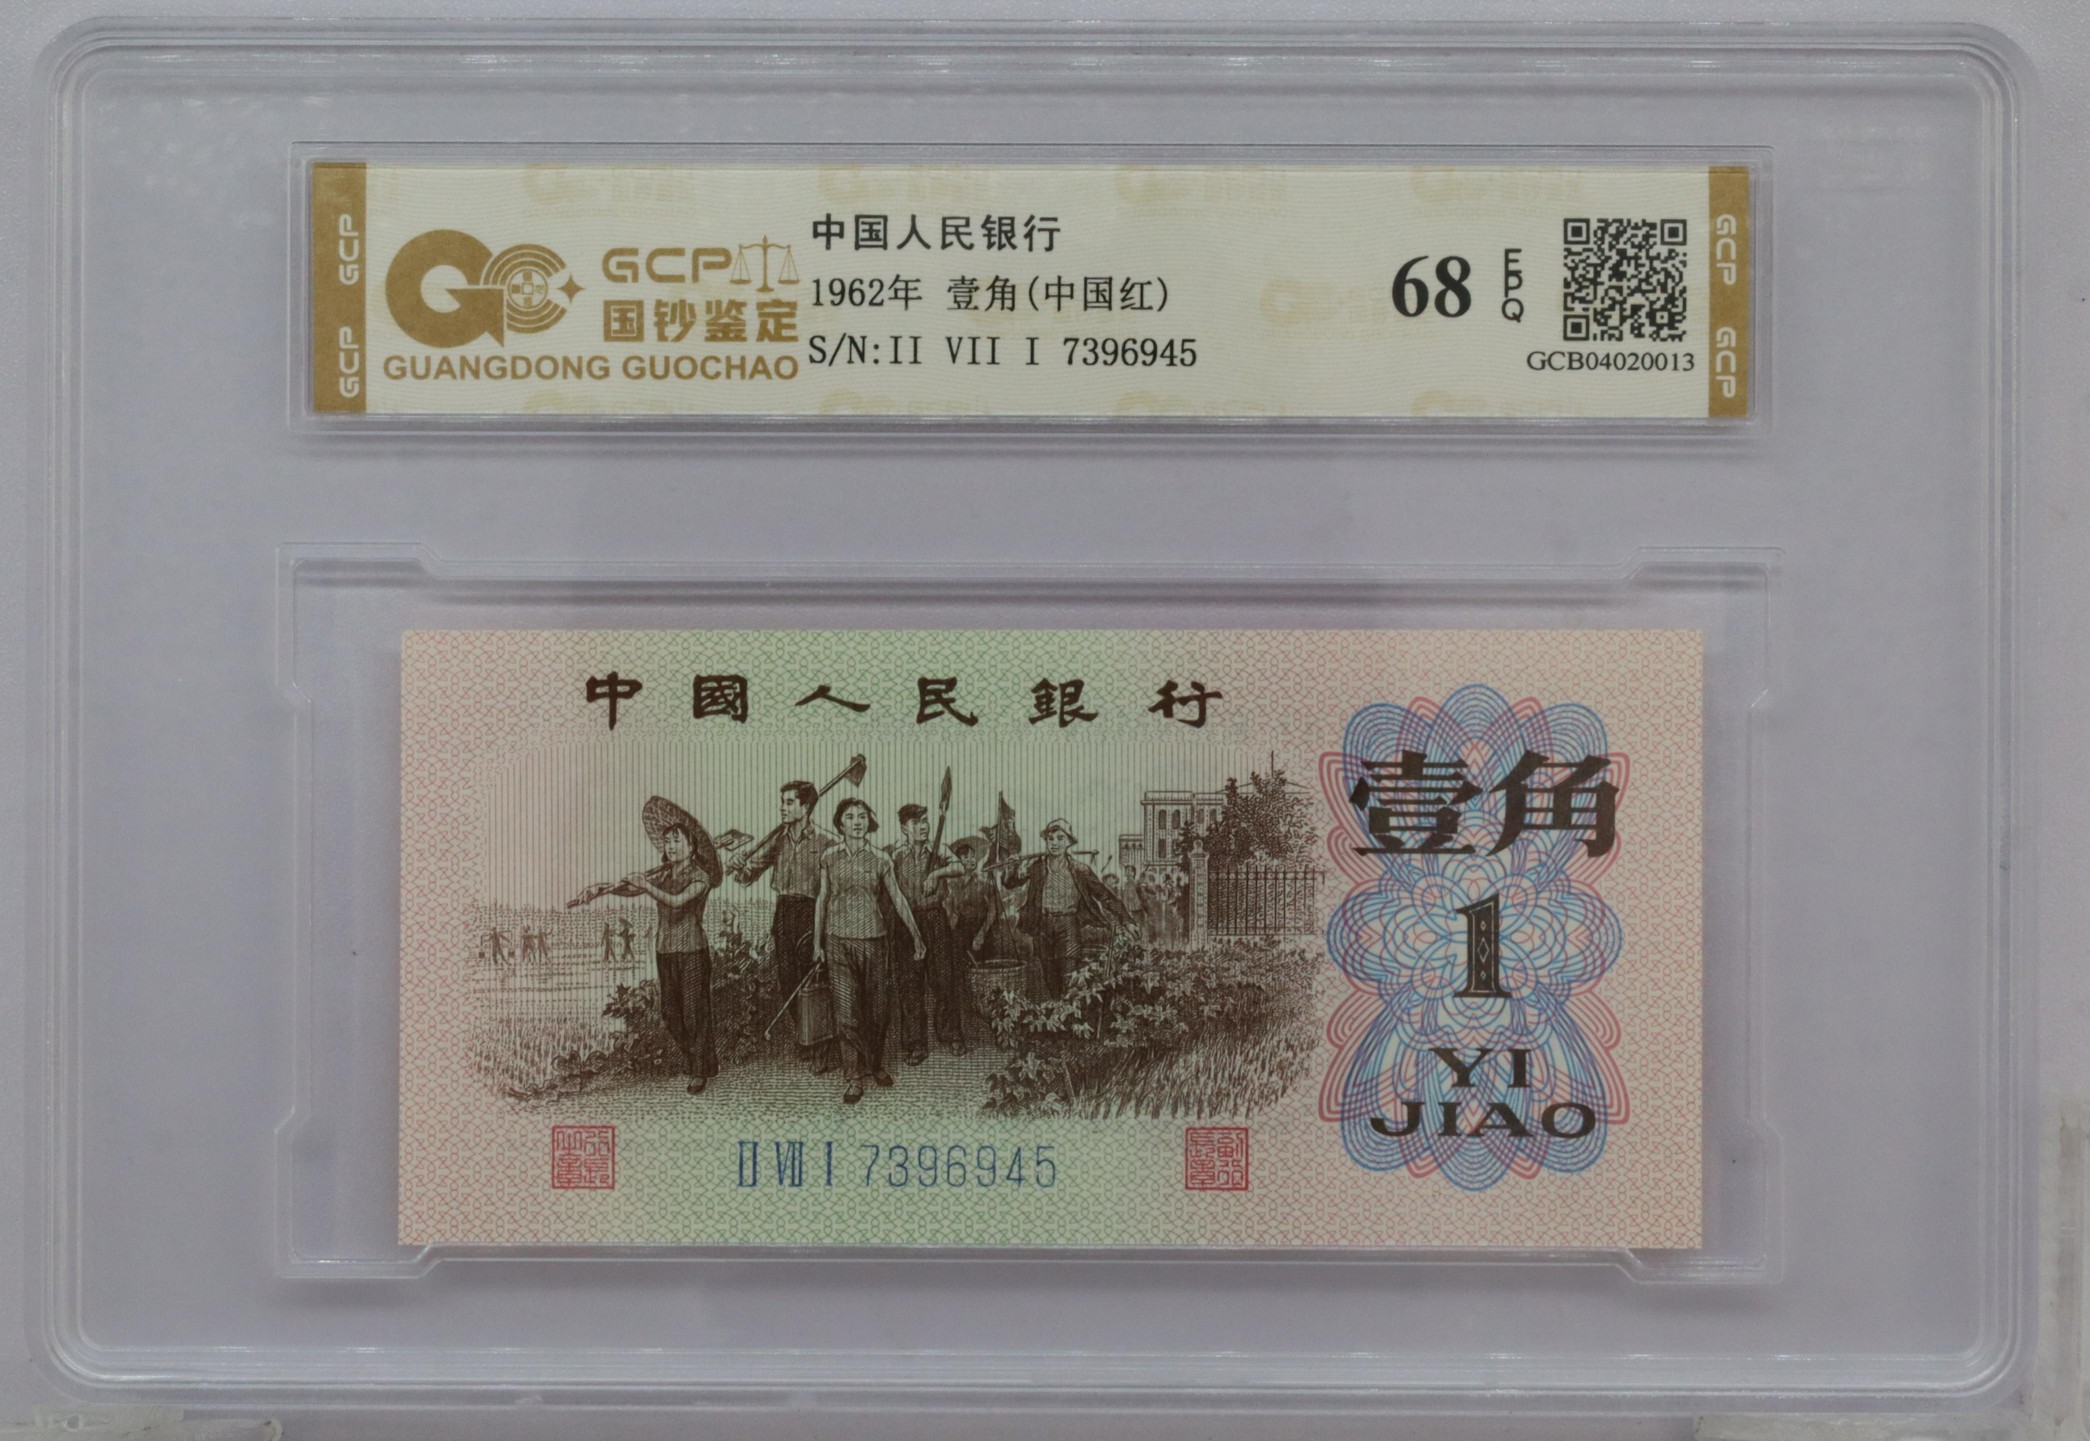 GCP GCP
GCP
国钞鉴定
GUANGDONG GUOCHAO
中国人民银行
1962年 壹角(中国红)
S/N:II VII I 7396945
68 EPQ
GCB04020013
GCP GCP
中國人民銀行
壹角
1
YI
JIAO
II VII I 7396945